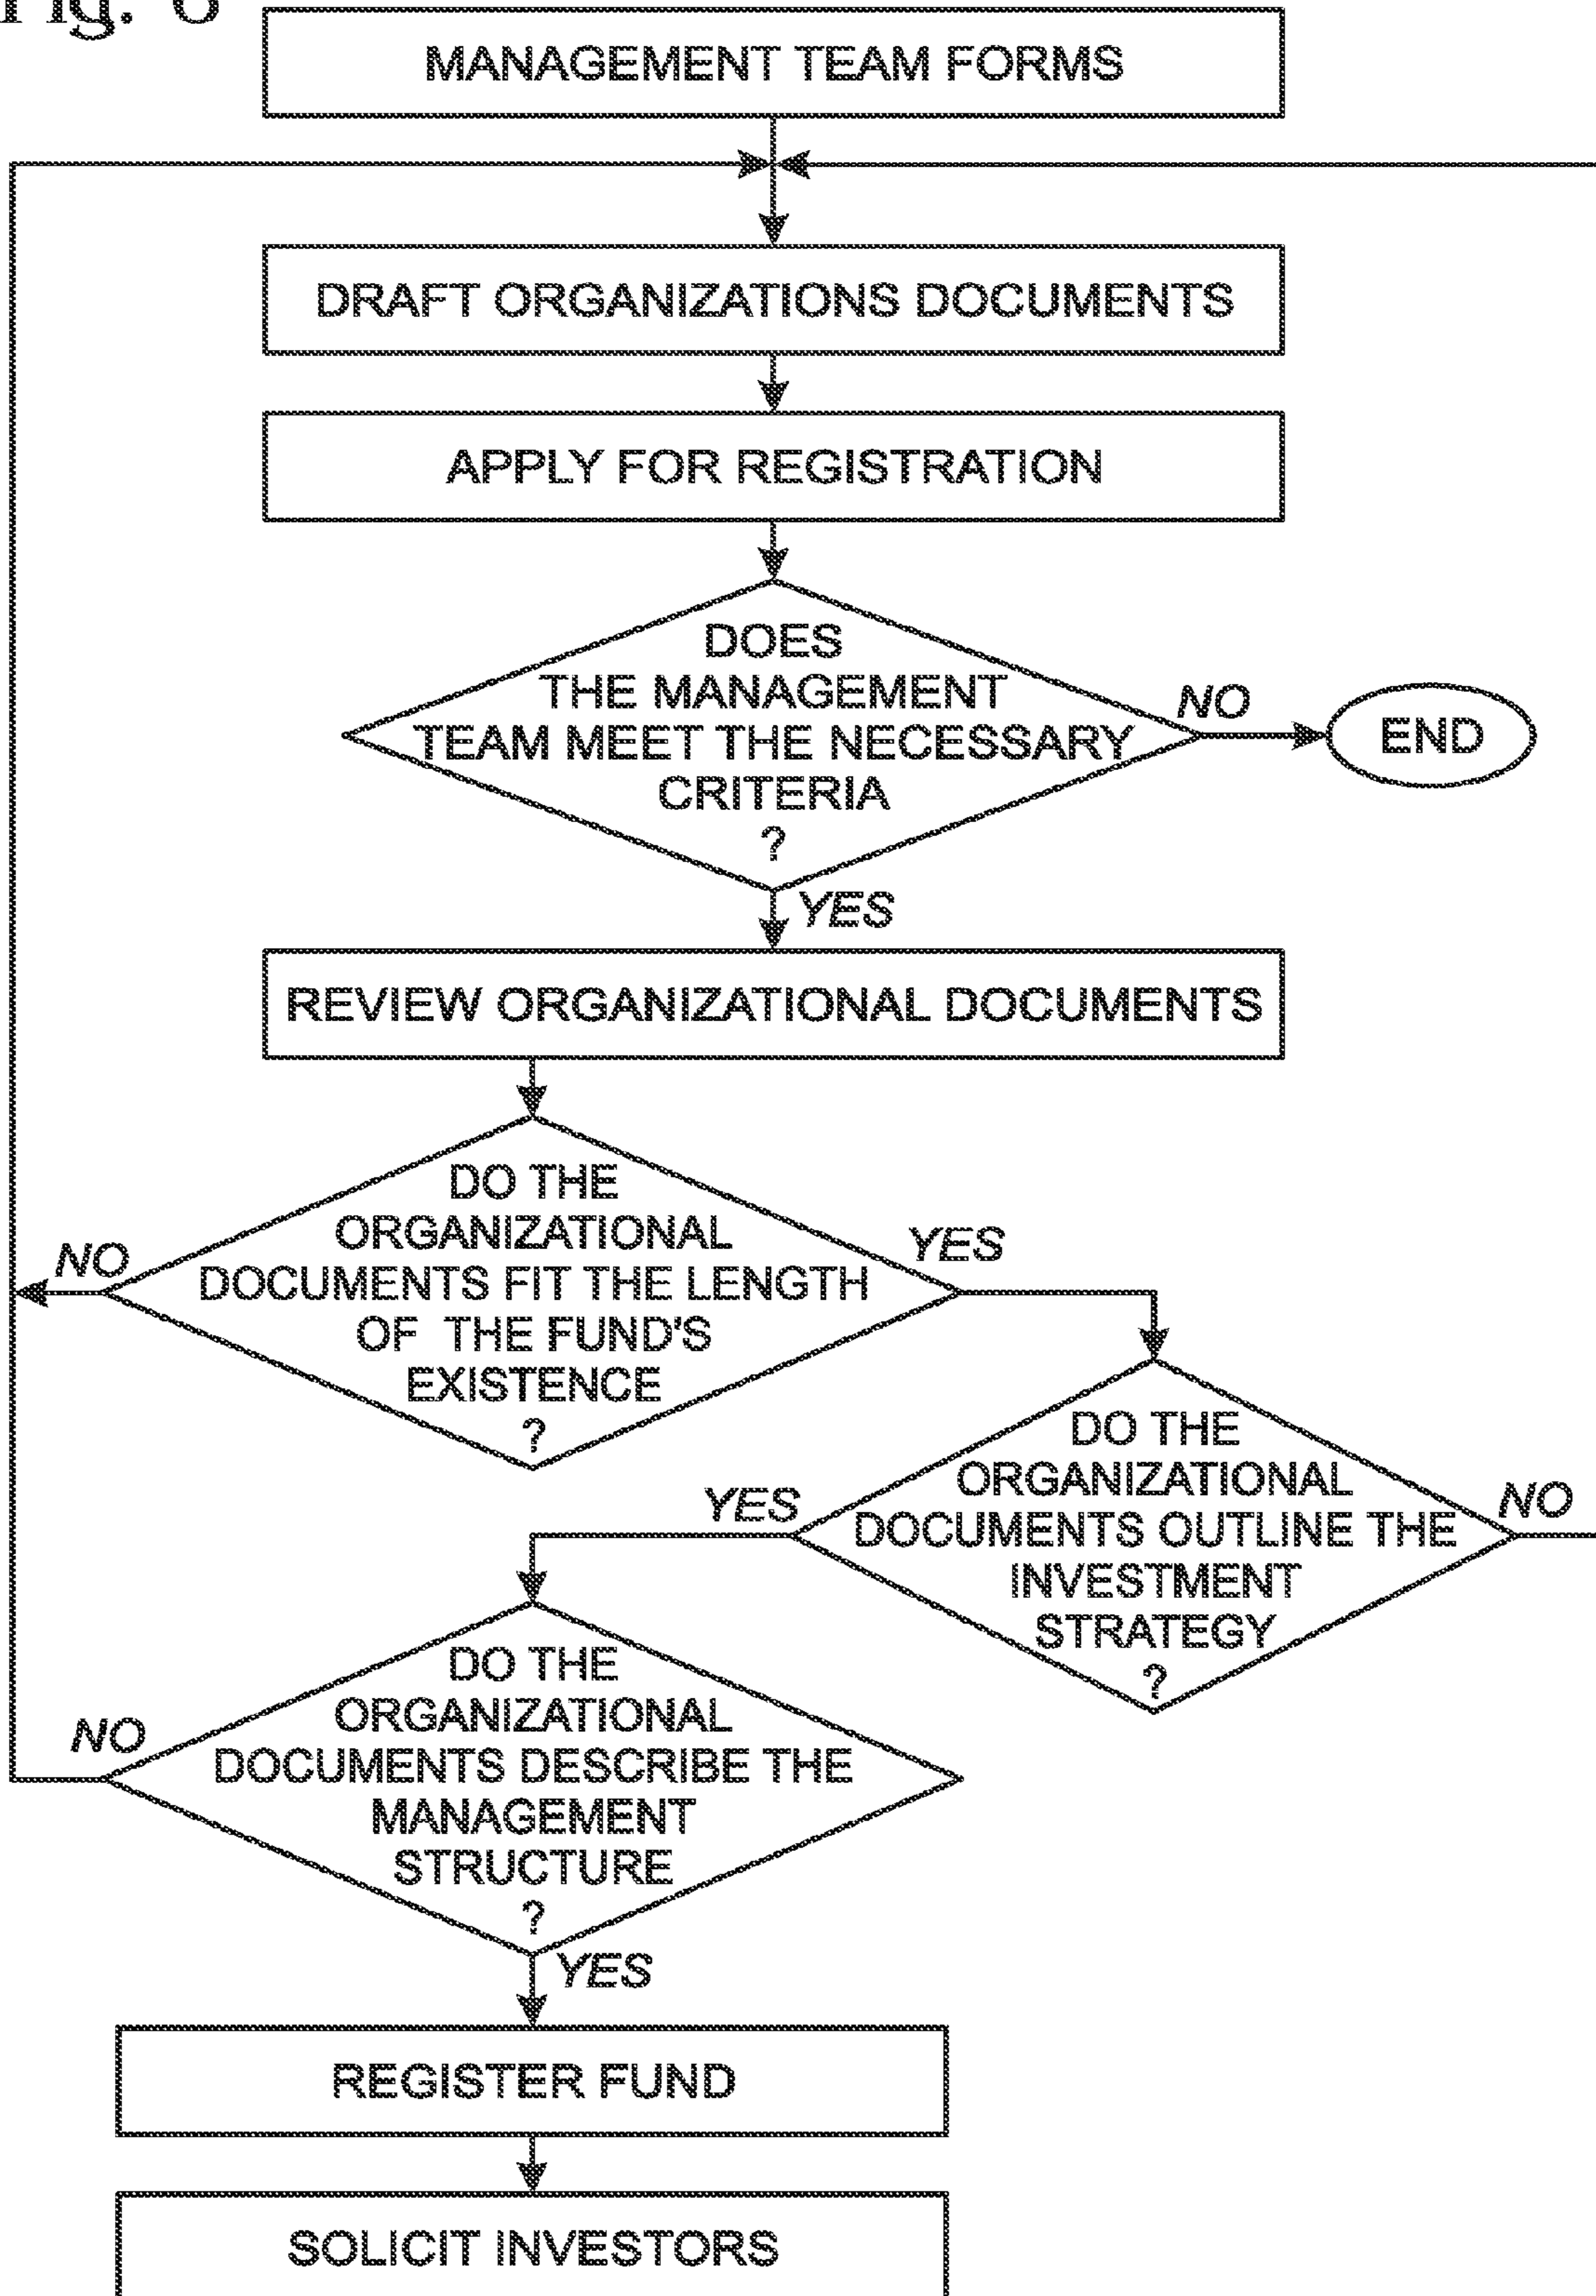 MANAGEMENT TEAM FORMS
DRAFT ORGANIZATIONS DOCUMENTS
APPLY FOR REGISTRATION
DOES
THE MANAGEMENT
TEAM MEET THE NECESSARY
CRITERIA
?
NO
END
YES
REVIEW ORGANIZATIONAL DOCUMENTS
DO THE
ORGANIZATIONAL
DOCUMENTS FIT THE LENGTH
OF THE FUND'S
EXISTENCE
?
NO
YES
DO THE
ORGANIZATIONAL
DOCUMENTS OUTLINE THE
INVESTMENT
STRATEGY
?
YES
NO
DO THE
ORGANIZATIONAL
DOCUMENTS DESCRIBE THE
MANAGEMENT
STRUCTURE
?
NO
YES
REGISTER FUND
SOLICIT INVESTORS